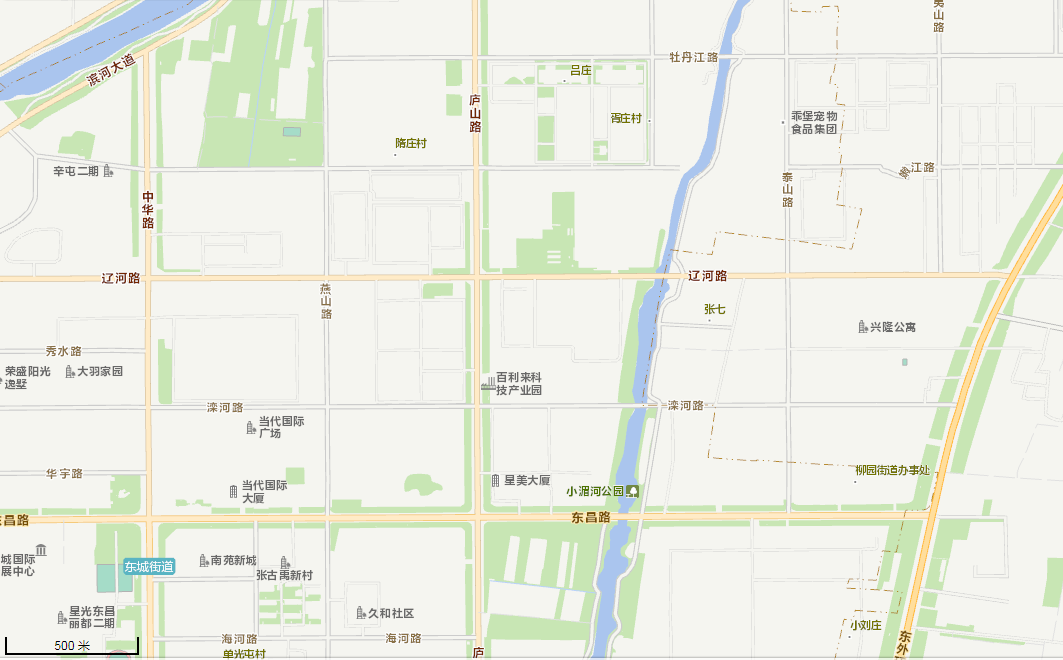 夷山路
牡丹江路
滨河大道
吕庄
庐山路
胥庄村
乖堡宠物
食品集团
隋庄村
辛屯二期
江路
中华路
泰山路
辽河路
辽河路
燕山路
张七
兴隆公寓
秀水路
荣盛阳光
逸墅
大羽家园
百利来科
技产业园
滦河路
滦河路
当代国际
广场
华宇路
柳园街道办事处
星美大厦
当代国际
大厦
小湄河公园
东昌路
昌路
城国际
展中心
南苑新城
东城街道
张古禹新村
星光东昌
丽都二期
久和社区
小刘庄
海河路
海河路
东外
500 米
单光屯村
庐